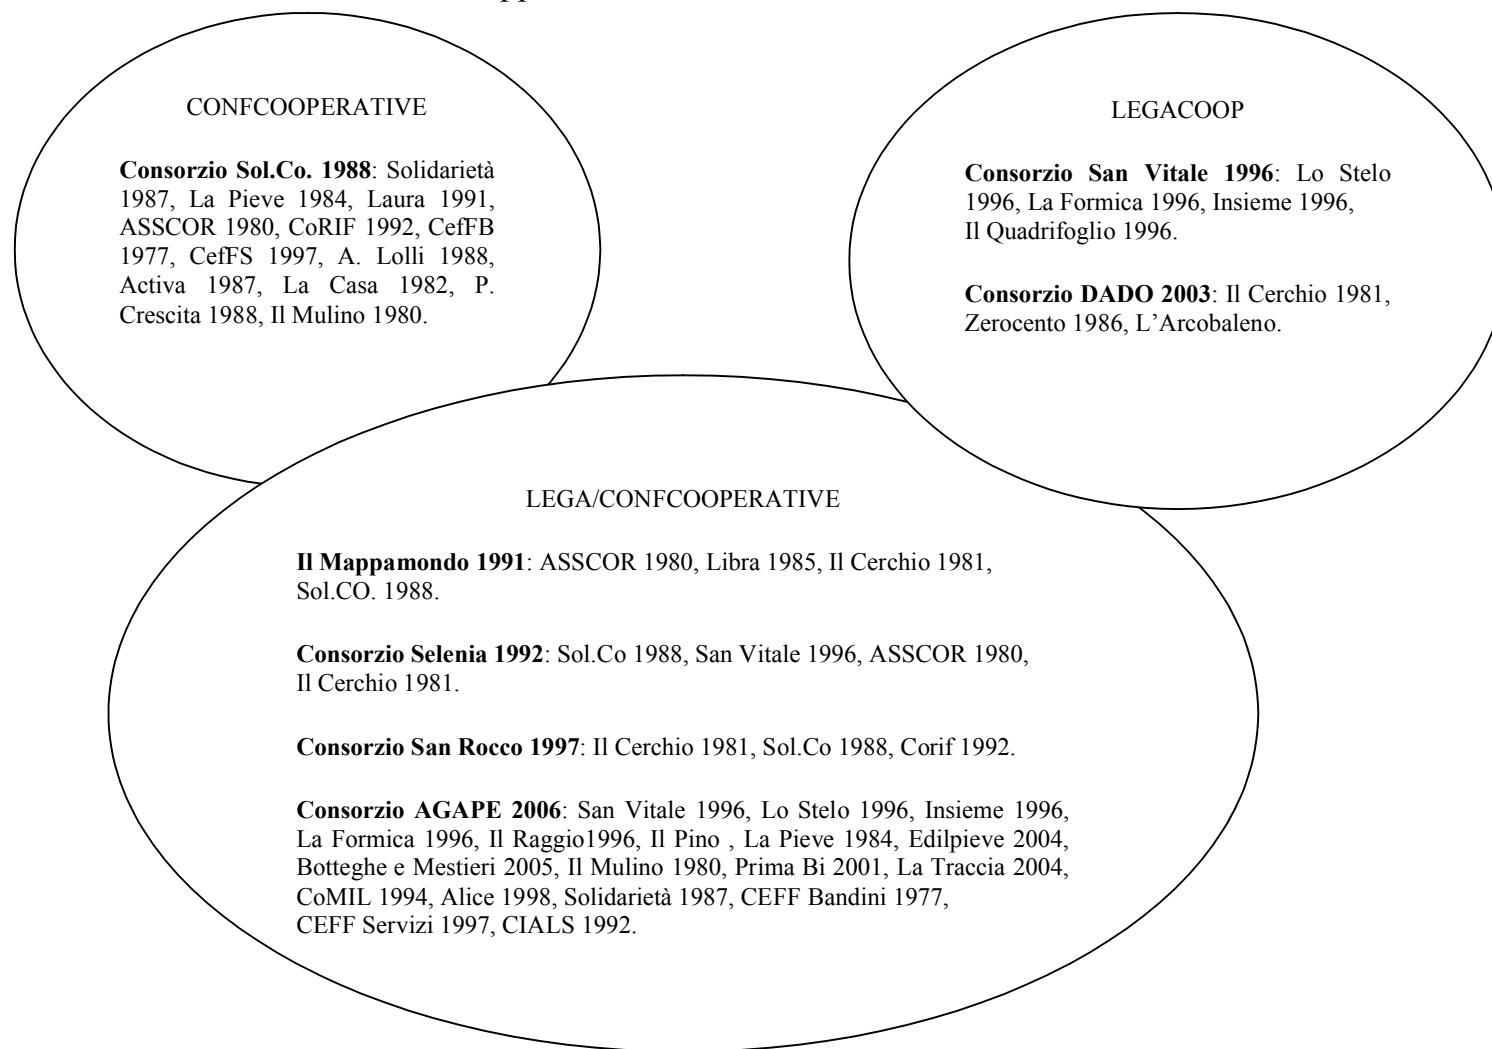 CONFCOOPERATIVE
Consorzio Sol.Co. 1988: Solidarietà
1987, La Pieve 1984, Laura 1991,
ASSCOR 1980, CoRIF 1992, CefFB
1977, CefFS 1997, A. Lolli 1988,
Activa 1987, La Casa 1982, P.
Crescita 1988, Il Mulino 1980.
LEGACOOP
Consorzio San Vitale 1996: Lo Stelo
1996, La Formica 1996, Insieme 1996,
Il Quadrifoglio 1996.
Consorzio DADO 2003: Il Cerchio 1981,
Zerocento 1986, L’Arcobaleno.
LEGA/CONFCOOPERATIVE
Il Mappamondo 1991: ASSCOR 1980, Libra 1985, Il Cerchio 1981,
Sol.CO. 1988.
Consorzio Selenia 1992: Sol.Co 1988, San Vitale 1996, ASSCOR 1980,
Il Cerchio 1981.
Consorzio San Rocco 1997: Il Cerchio 1981, Sol.Co 1988, Corif 1992.
Consorzio AGAPE 2006: San Vitale 1996, Lo Stelo 1996, Insieme 1996,
La Formica 1996, Il Raggio1996, Il Pino , La Pieve 1984, Edilpieve 2004,
Botteghe e Mestieri 2005, Il Mulino 1980, Prima Bi 2001, La Traccia 2004,
CoMIL 1994, Alice 1998, Solidarietà 1987, CEFF Bandini 1977,
CEFF Servizi 1997, CIALS 1992.